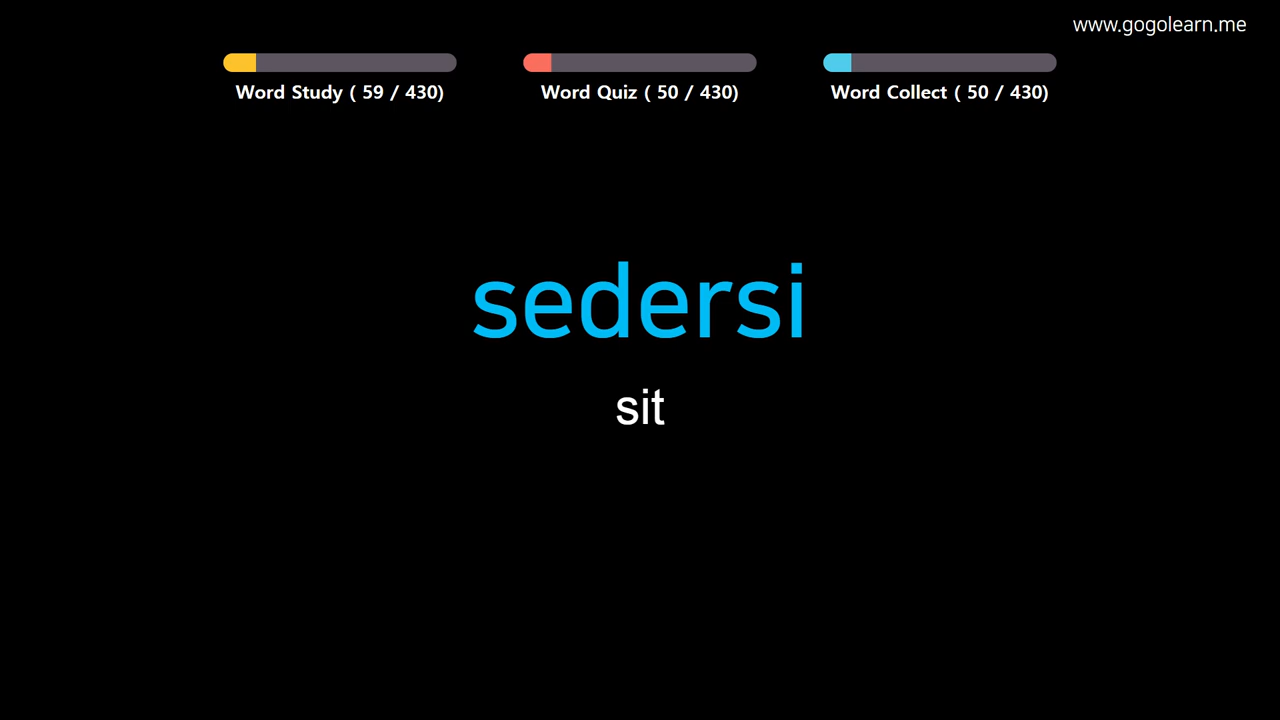 www.gogolearn.me
Word Study ( 59 / 430)
Word Quiz ( 50 / 430)
Word Collect ( 50 / 430)
sedersi
sit